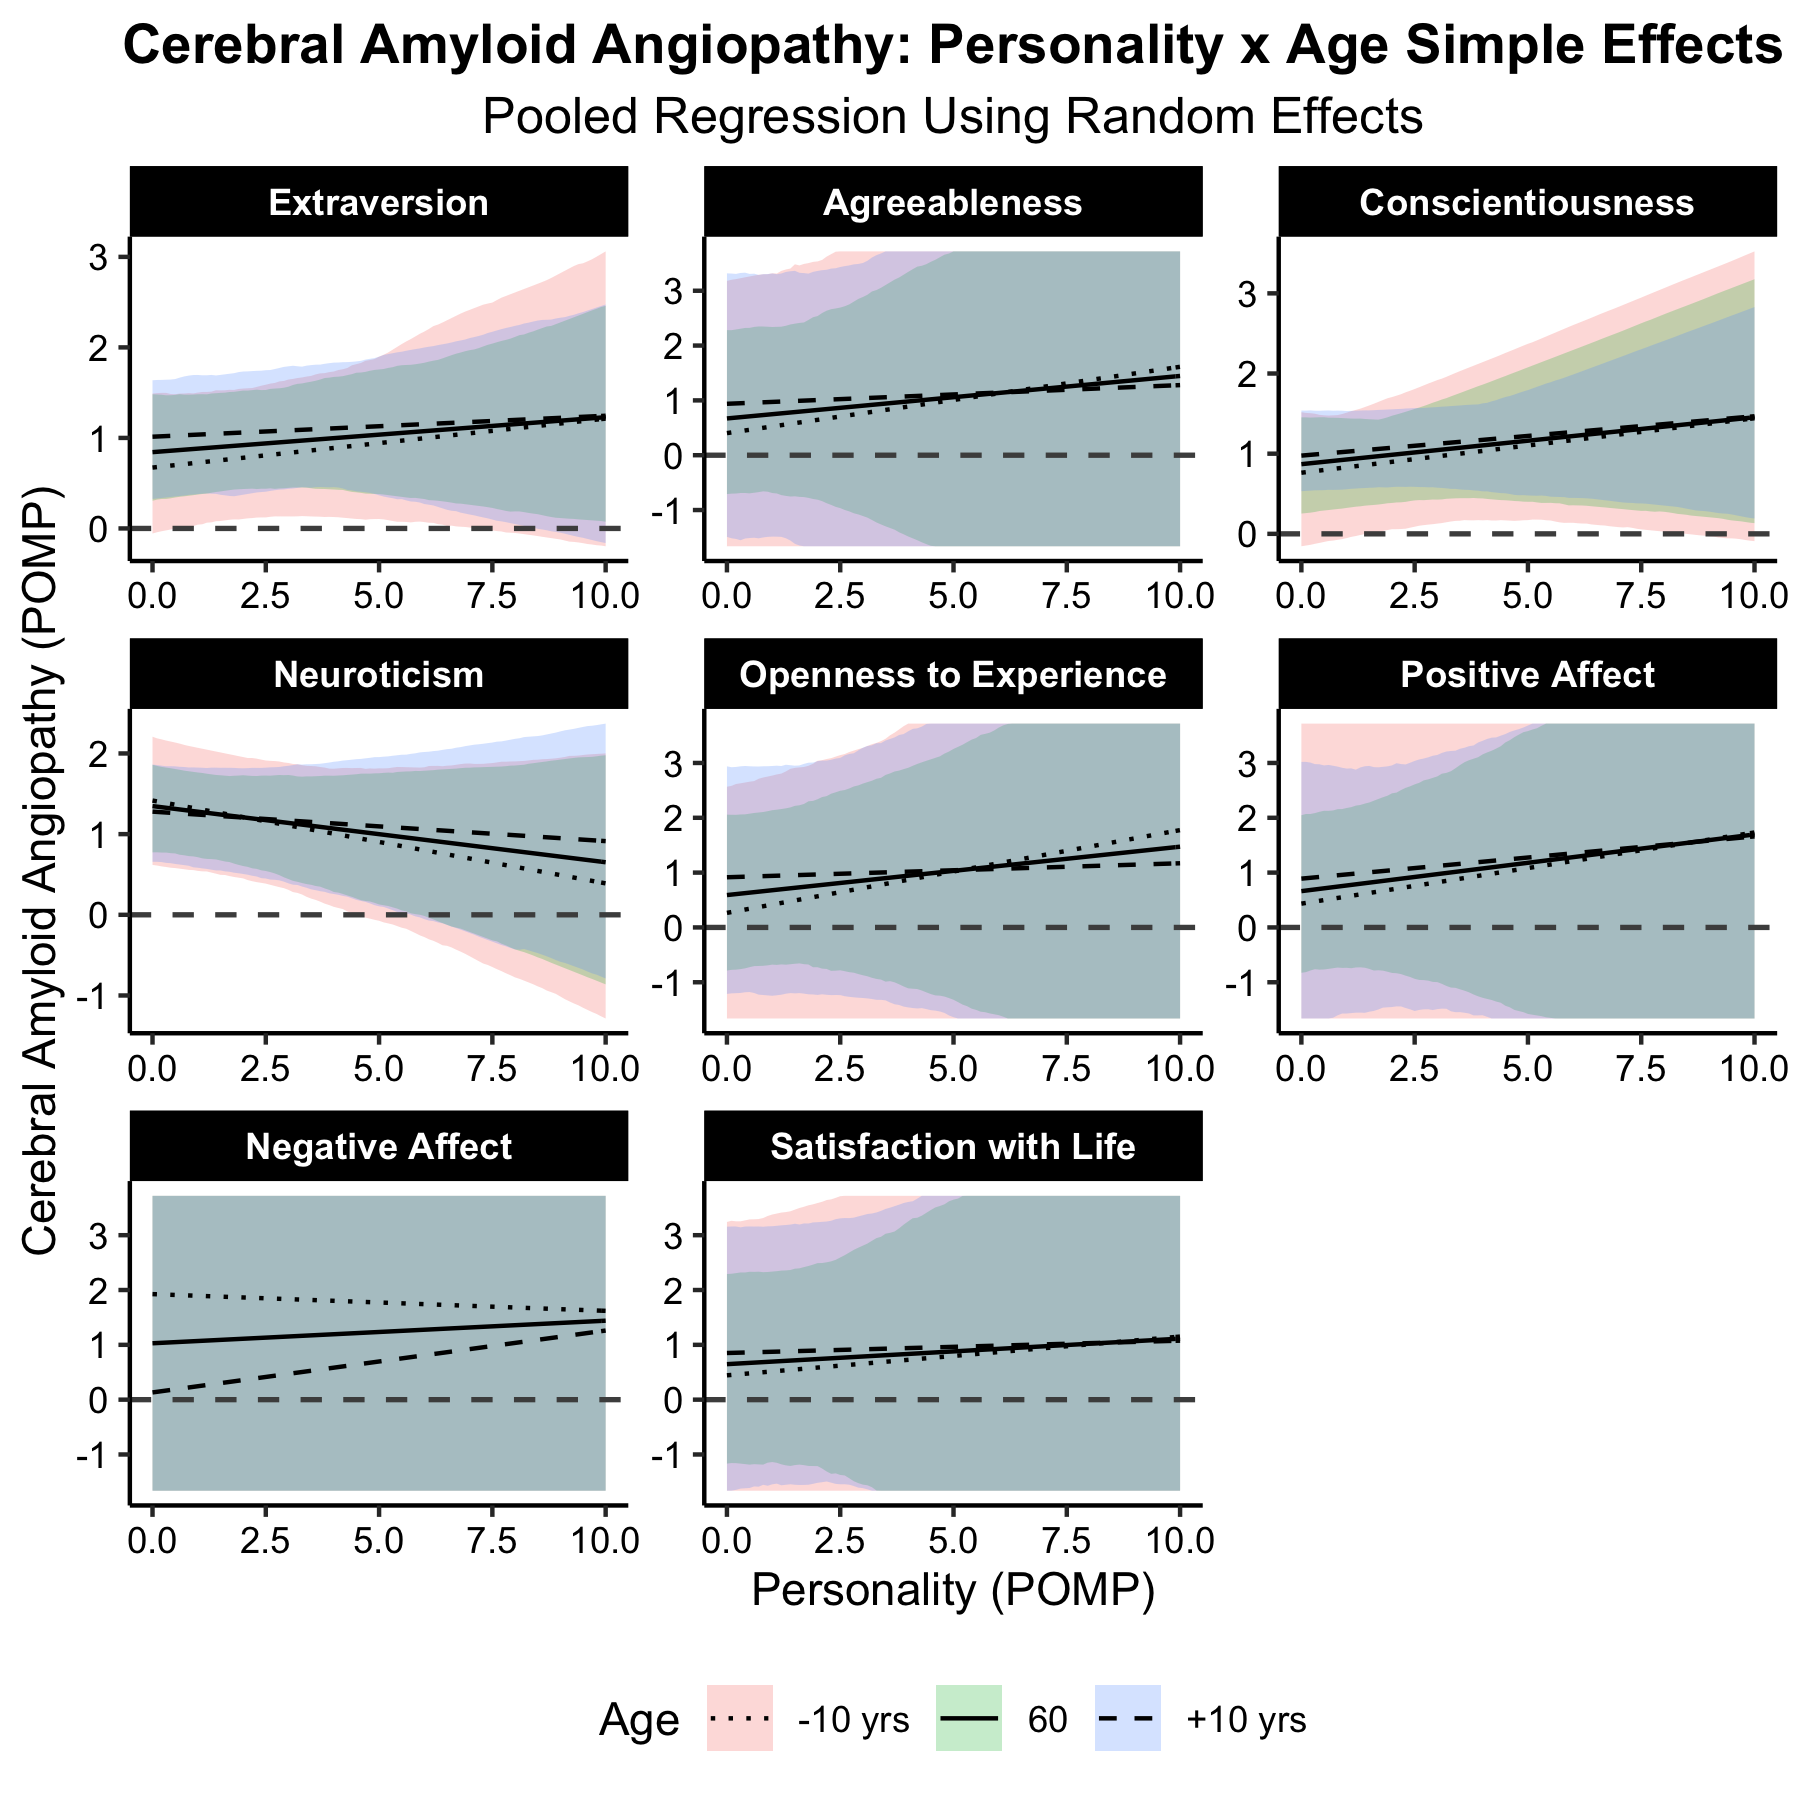 Cerebral Amyloid Angiopathy: Personality x Age Simple Effects
Pooled Regression Using Random Effects
Cerebral Amyloid Angiopathy (POMP)
Extraversion
Agreeableness
Conscientiousness
3
2
1
0
3
2
1
0
-1
3
2
1
0
0.0 2.5 5.0 7.5 10.0
0.0 2.5 5.0 7.5 10.0
0.0 2.5 5.0 7.5 10.0
Neuroticism
Openness to Experience
Positive Affect
2
1
0
-1
3
2
1
0
-1
3
2
1
0
-1
0.0 2.5 5.0 7.5 10.0
0.0 2.5 5.0 7.5 10.0
0.0 2.5 5.0 7.5 10.0
Negative Affect
Satisfaction with Life
3
2
1
0
-1
3
2
1
0
-1
0.0 2.5 5.0 7.5 10.0
0.0 2.5 5.0 7.5 10.0
Personality (POMP)
Age -10 yrs 60 +10 yrs